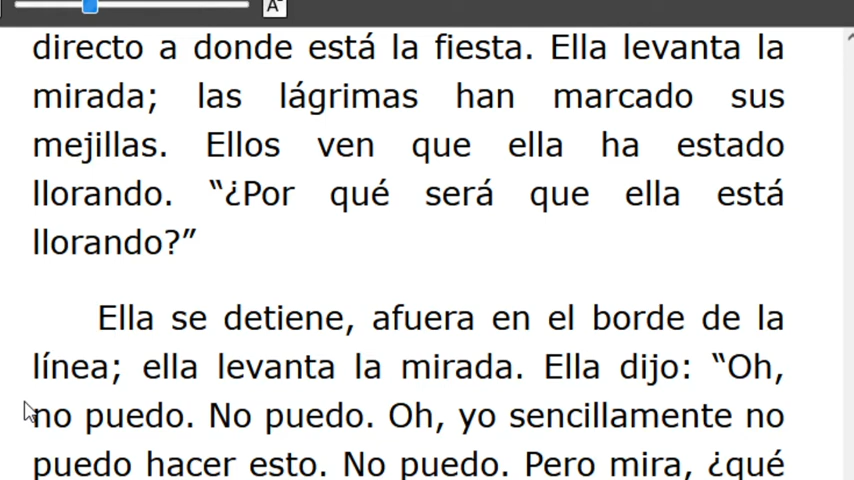 A
directo a donde está la fiesta. Ella levanta la
mirada; las lágrimas han marcado sus
mejillas. Ellos ven que ella ha estado
llorando. “¿Por qué será que ella está
llorando?”
Ella se detiene, afuera en el borde de la
línea; ella levanta la mirada. Ella dijo: “Oh,
no puedo. No puedo. Oh, yo sencillamente no
puedo hacer esto. No puedo. Pero mira, ¿qué